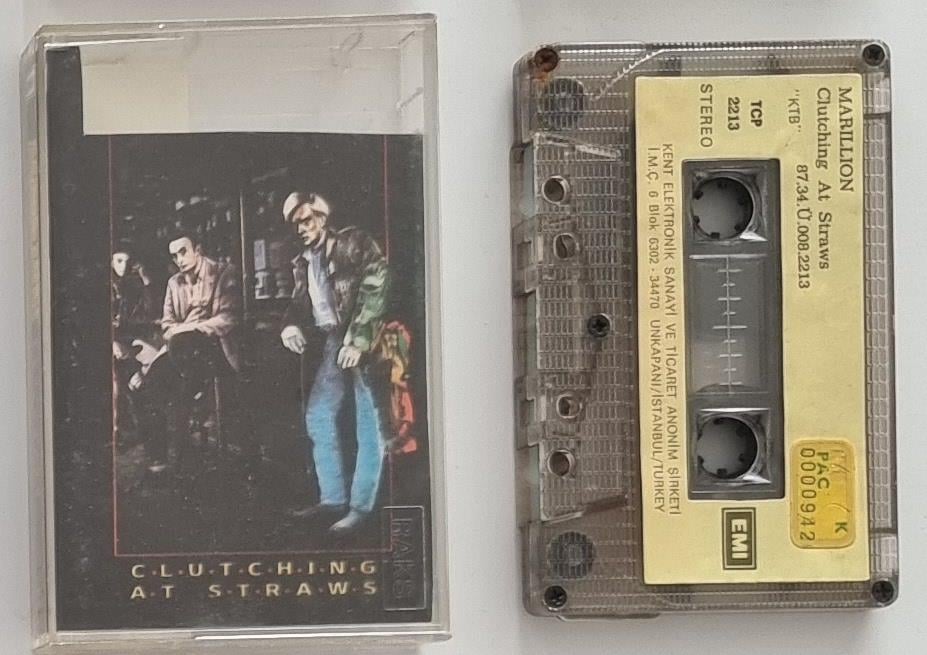 C·L·U·T·C·H·I·N·G
A·T S·T·R·A·W·S
RAKS
MARILLION
Clutching At Straws
"KTB" 87.34.Ü.008.2213
TCP
2213
STEREO
KENT ELEKTRONİK SANAYİ VE TİCARET ANONİM ŞİRKETİ
İ.M.Ç. 6 Blok 6302 - 34470 UNKAPANI/İSTANBUL/TURKEY
EMI
K
PAC
0000942